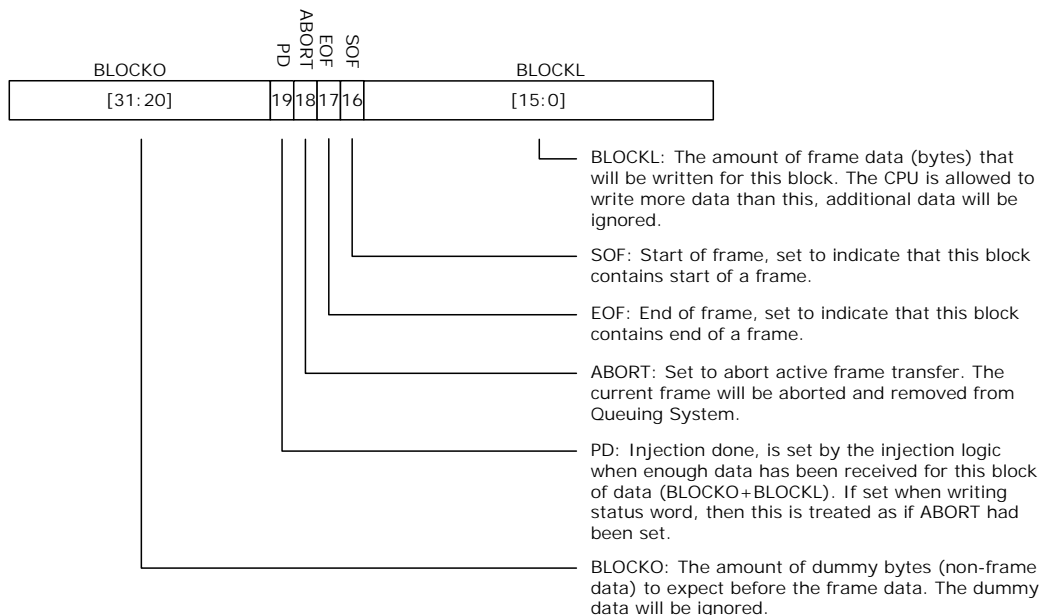 PD
ABORT
EOF
SOF
BLOCKO
BLOCKL
[31:20]
19
18
17
16
[15:0]
BLOCKL: The amount of frame data (bytes) that
will be written for this block. The CPU is allowed to
write more data than this, additional data will be
ignored.
SOF: Start of frame, set to indicate that this block
contains start of a frame.
EOF: End of frame, set to indicate that this block
contains end of a frame.
ABORT: Set to abort active frame transfer. The
current frame will be aborted and removed from
Queuing System.
PD: Injection done, is set by the injection logic
when enough data has been received for this block
of data (BLOCKO+BLOCKL). If set when writing
status word, then this is treated as if ABORT had
been set.
BLOCKO: The amount of dummy bytes (non-frame
data) to expect before the frame data. The dummy
data will be ignored.